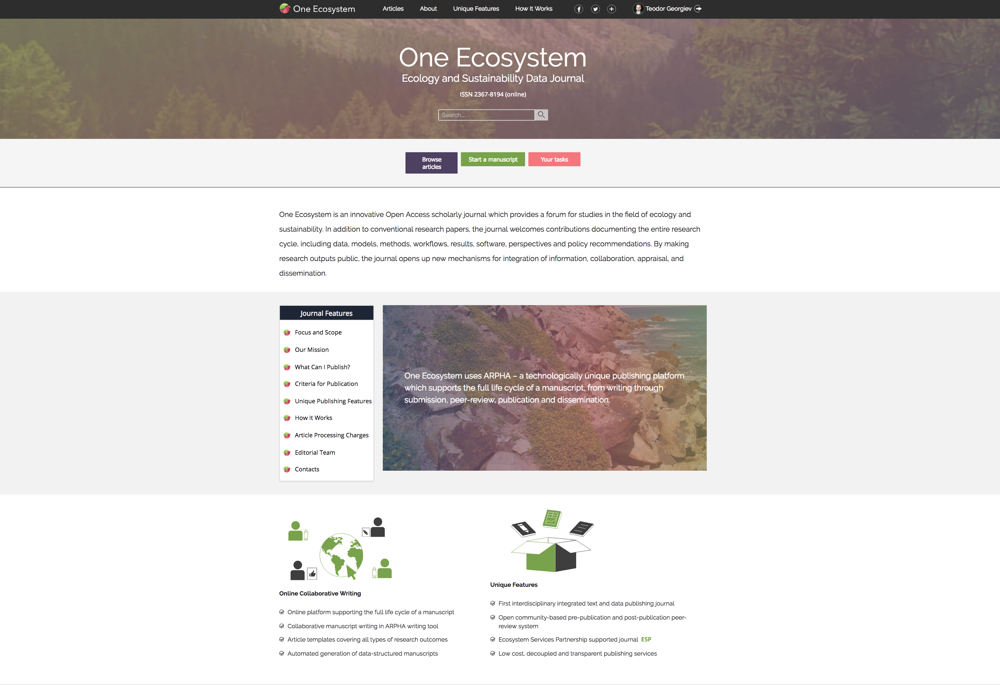 One Ecosystem
Articles
About
Unique Features
How It Works
Teodor Georgiev
One Ecosystem
Ecology and Sustainability Data Journal
ISSN 2367-8194 (online)
Search...
Browse
articles
Start a manuscript
Your tasks
One Ecosystem is an innovative Open Access scholarly journal which provides a forum for studies in the field of ecology and
sustainability. In addition to conventional research papers, the journal welcomes contributions documenting the entire research
cycle, including data, models, methods, workflows, results, software, perspectives and policy recommendations. By making
research outputs public, the journal opens up new mechanisms for integration of information, collaboration, appraisal, and
dissemination.
Journal Features
Focus and Scope
Our Mission
What Can I Publish?
Criteria for Publication
Unique Publishing Features
How It Works
Article Processing Charges
Editorial Team
Contacts
One Ecosystem uses ARPHA – a technologically unique publishing platform
which supports the full life cycle of a manuscript, from writing through
submission, peer-review, publication and dissemination.
Online Collaborative Writing
Online platform supporting the full life cycle of a manuscript
Collaborative manuscript writing in ARPHA writing tool
Article templates covering all types of research outcomes
Automated generation of data-structured manuscripts
Unique Features
First interdisciplinary integrated text and data publishing journal
Open community-based pre-publication and post-publication peer-
review system
Ecosystem Services Partnership supported journal ESP
Low cost, decoupled and transparent publishing services